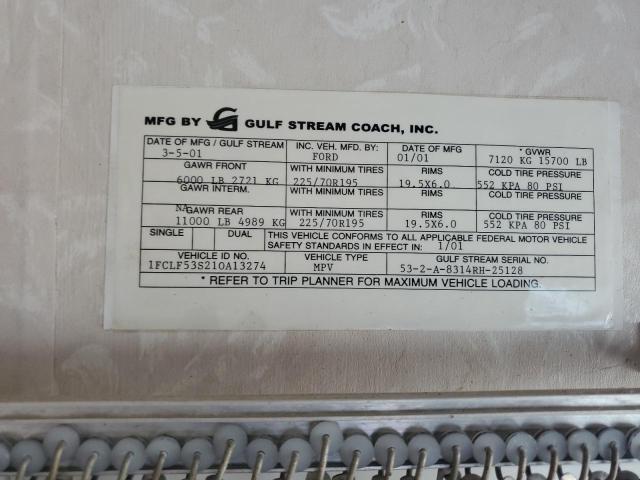 MFG BY GULF STREAM COACH, INC.
DATE OF MFG / GULF STREAM INC. VEH. MFD. BY: DATE OF MFG * GVWR
3-5-01 FORD 01/01 7120 KG 15700 LB
GAWR FRONT WITH MINIMUM TIRES RIMS COLD TIRE PRESSURE
6000 LB 2721 KG 225/70R195 19.5X6.0 552 KPA 80 PSI
GAWR INTERM. WITH MINIMUM TIRES RIMS COLD TIRE PRESSURE
NA
GAWR REAR WITH MINIMUM TIRES RIMS COLD TIRE PRESSURE
11000 LB 4989 KG 225/70R195 19.5X6.0 552 KPA 80 PSI
SINGLE DUAL THIS VEHICLE CONFORMS TO ALL APPLICABLE FEDERAL MOTOR VEHICLE
SAFETY STANDARDS IN EFFECT IN: 1/01
VEHICLE ID NO. VEHICLE TYPE GULF STREAM SERIAL NO.
1FCLF53S210A13274 MPV 53-2-A-8314RH-25128
* REFER TO TRIP PLANNER FOR MAXIMUM VEHICLE LOADING.